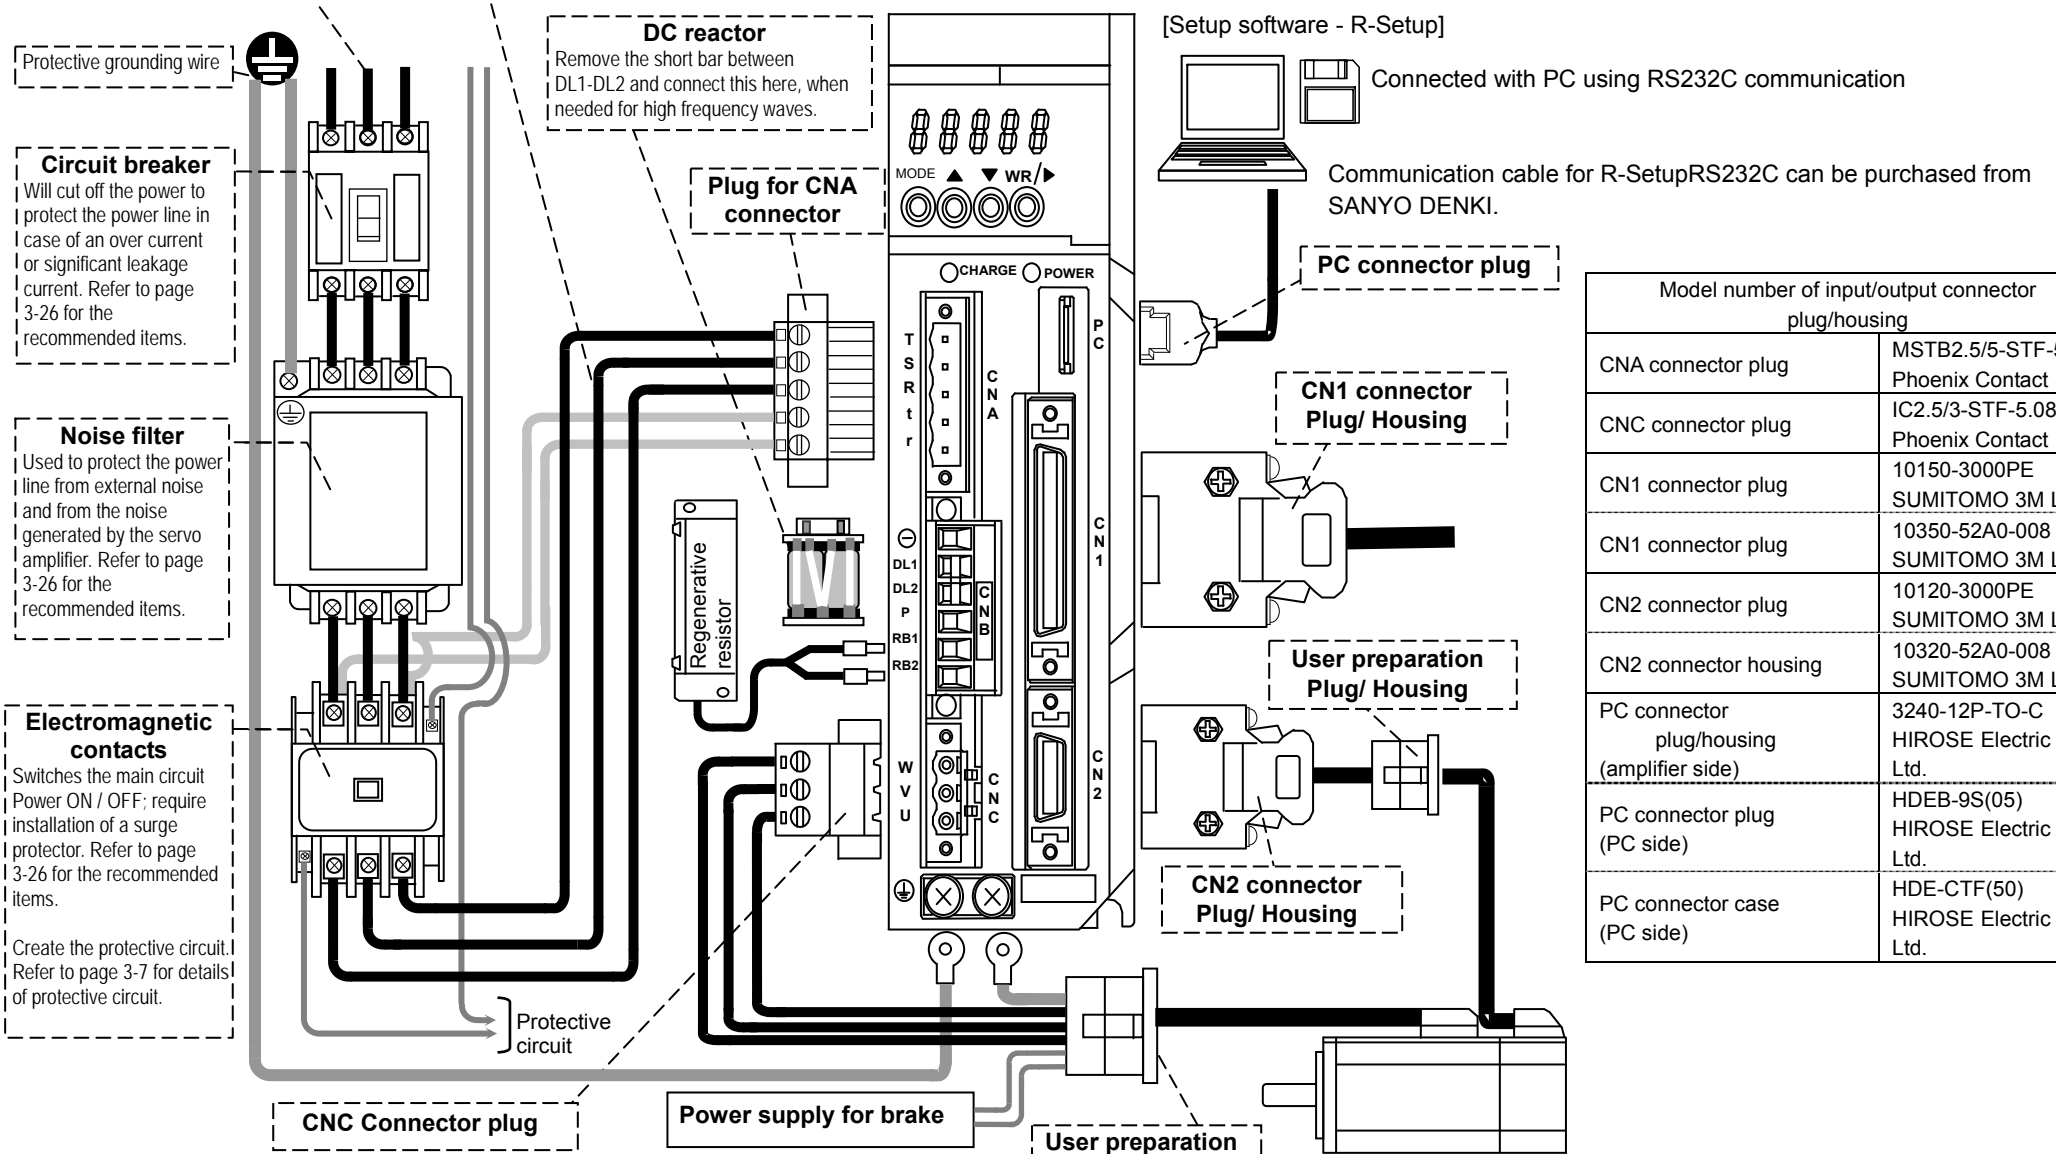 Protective grounding wire
Circuit breaker
Will cut off the power to
protect the power line in
case of an over current
or significant leakage
current. Refer to page
3-26 for the
recommended items.
Noise filter
Used to protect the power
line from external noise
and from the noise
generated by the servo
amplifier. Refer to page
3-26 for the
recommended items.
Electromagnetic
contacts
Switches the main circuit
Power ON / OFF; require
installation of a surge
protector. Refer to page
3-26 for the recommended
items.
Create the protective circuit.
Refer to page 3-7 for details
of protective circuit.
Protective
circuit
CNC Connector plug
DC reactor
Remove the short bar between
DL1-DL2 and connect this here, when
needed for high frequency waves.
Plug for CNA
connector
Regenerative
resistor
Power supply for brake
MODE ▲ ▼ WR/▶
CHARGE POWER
T
S
R
t
r
CNA
PC
⊖
DL1
DL2
P
RB1
RB2
CNB
CN1
W
V
U
CNC
CN2
[Setup software - R-Setup]
Connected with PC using RS232C communication
Communication cable for R-SetupRS232C can be purchased from
SANYO DENKI.
PC connector plug
CN1 connector
Plug/ Housing
User preparation
Plug/ Housing
CN2 connector
Plug/ Housing
User preparation
Model number of input/output connector
plug/housing
CNA connector plug
MSTB2.5/5-STF-5
Phoenix Contact
CNC connector plug
IC2.5/3-STF-5.08
Phoenix Contact
CN1 connector plug
10150-3000PE
SUMITOMO 3M L
CN1 connector plug
10350-52A0-008
SUMITOMO 3M L
CN2 connector plug
10120-3000PE
SUMITOMO 3M L
CN2 connector housing
10320-52A0-008
SUMITOMO 3M L
PC connector
plug/housing
(amplifier side)
3240-12P-TO-C
HIROSE Electric
Ltd.
PC connector plug
(PC side)
HDEB-9S(05)
HIROSE Electric
Ltd.
PC connector case
(PC side)
HDE-CTF(50)
HIROSE Electric
Ltd.